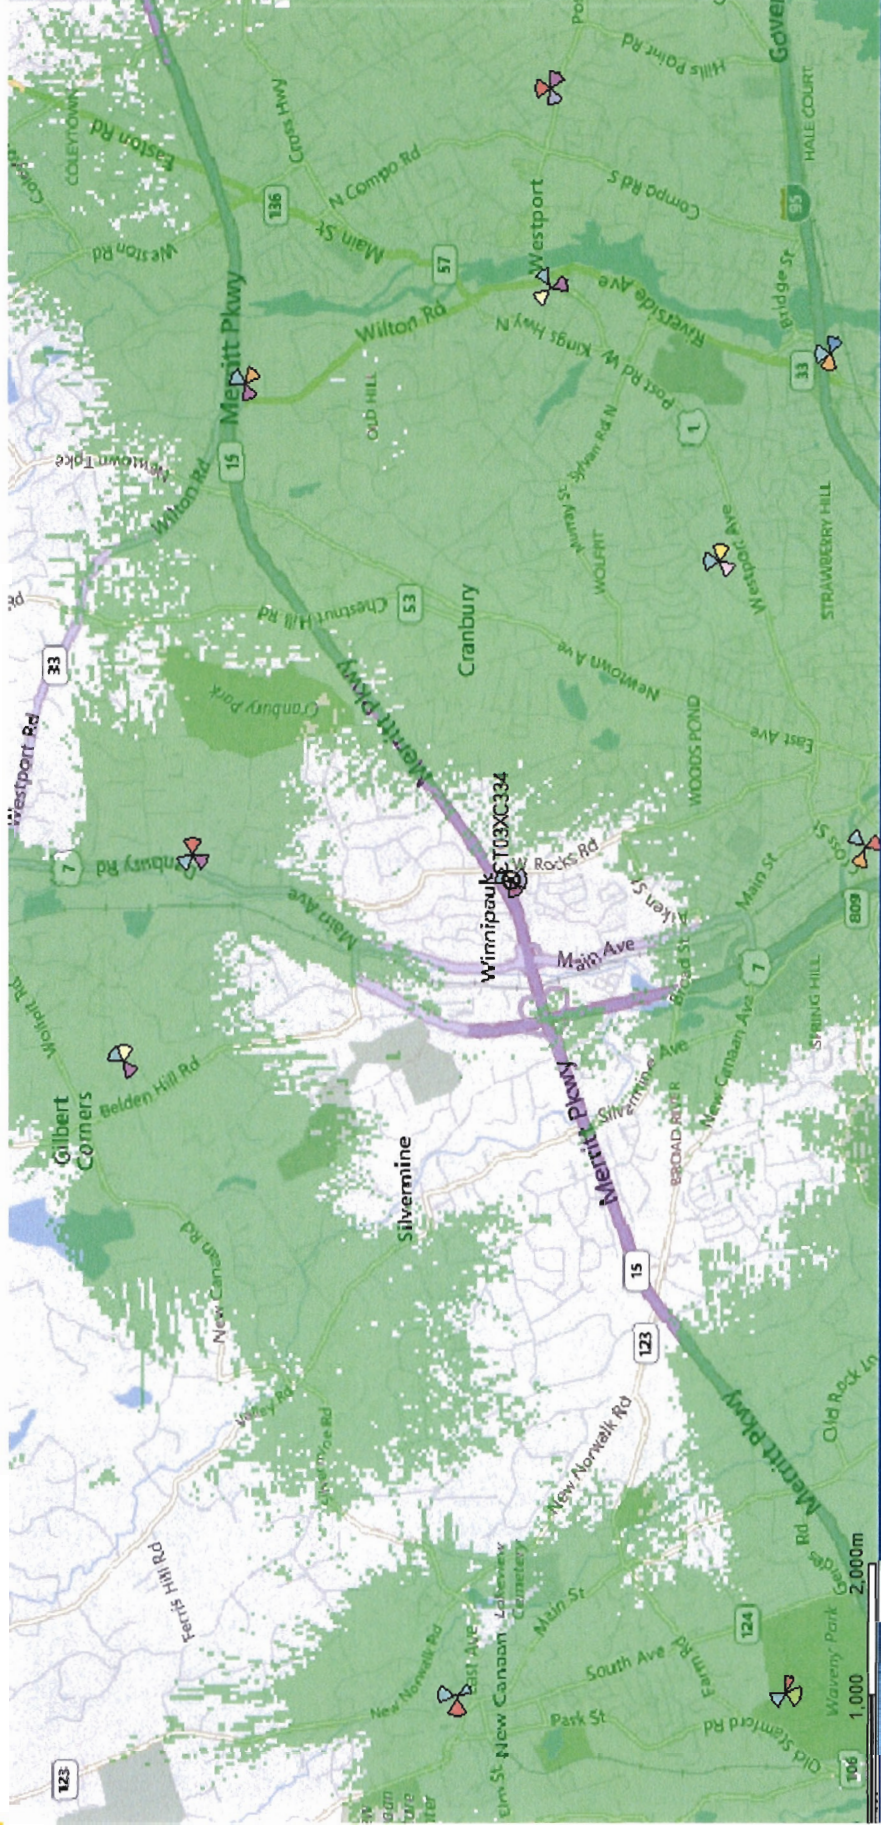 COLEYTOWN
Easton Rd
Cross Hwy
Hills Point Rd
HALE COURT
Weston Rd
136
Main St
N Compo Rd
Compo Rd S
95
57
Westport
Bridge St
Merritt Pkwy
Wilton Rd
Kings Hwy N
Riverside Ave
33
OLD HILL
Post Rd W
1
Newtown Tpke
15
Wilton Rd
Sylvan Rd N
Murray St
WOLFPIT
Westport Ave
STRAWBERRY HILL
33
Chestnut Hill Rd
53
Cranbury
Newtown Ave
Westport Rd
Cranbury Park
Merritt Pkwy
WOODS POND
East Ave
7
CT03XC334
W Rocks Rd
Winnipauk
Main Ave
Aiken St
Main St
809
Main Ave
Broad St
7
Wolfpit Rd
Belden Hill Rd
Gilbert
Corners
Merritt Pkwy
Silvermine Ave
New Canaan Ave
SPRING HILL
BROAD RIVER
Silvermine
New Canaan Rd
15
123
Valley Rd
New Norwalk Rd
Merritt Pkwy
Old Rock Ln
Ferris Hill Rd
Lakeview
Cemetery
Main St
Gerdes Rd
2,000m
124
New Norwalk Rd
East Ave
New Canaan
South Ave
Farm Rd
Waveny Park
1,000
123
Elm St
Park St
Old Stamford Rd
106